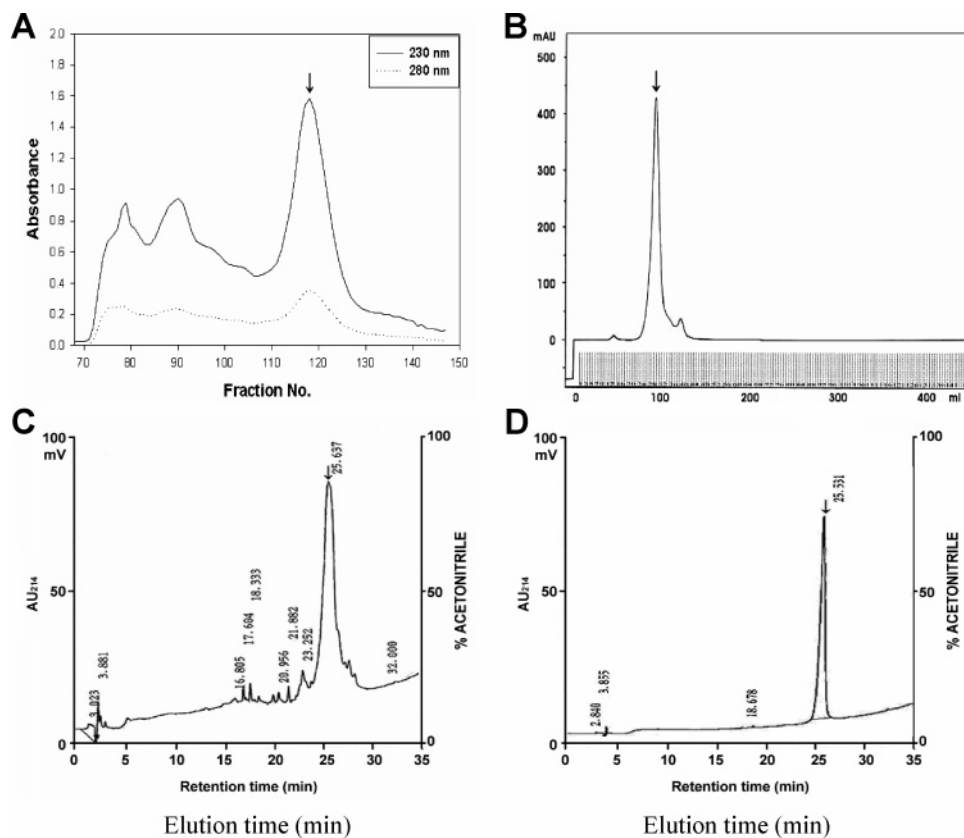 A
230 nm
280 nm
2.0
1.8
1.6
1.4
1.2
1.0
0.8
0.6
0.4
0.2
0.0
Absorbance
70 80 90 100 110 120 130 140 150
Fraction No.
B
mAU
500
400
300
200
100
0
0 100 200 300 400 ml
C
100
mV
50
0
AU214
3.023
3.881
16.805
17.604
18.333
20.956
21.882
23.252
25.637
32.000
100
50
0
% ACETONITRILE
0 5 10 15 20 25 30 35
Retention time (min)
Elution time (min)
D
100
mV
50
0
AU214
2.840
3.855
18.678
25.531
100
50
0
% ACETONITRILE
0 5 10 15 20 25 30 35
Retention time (min)
Elution time (min)